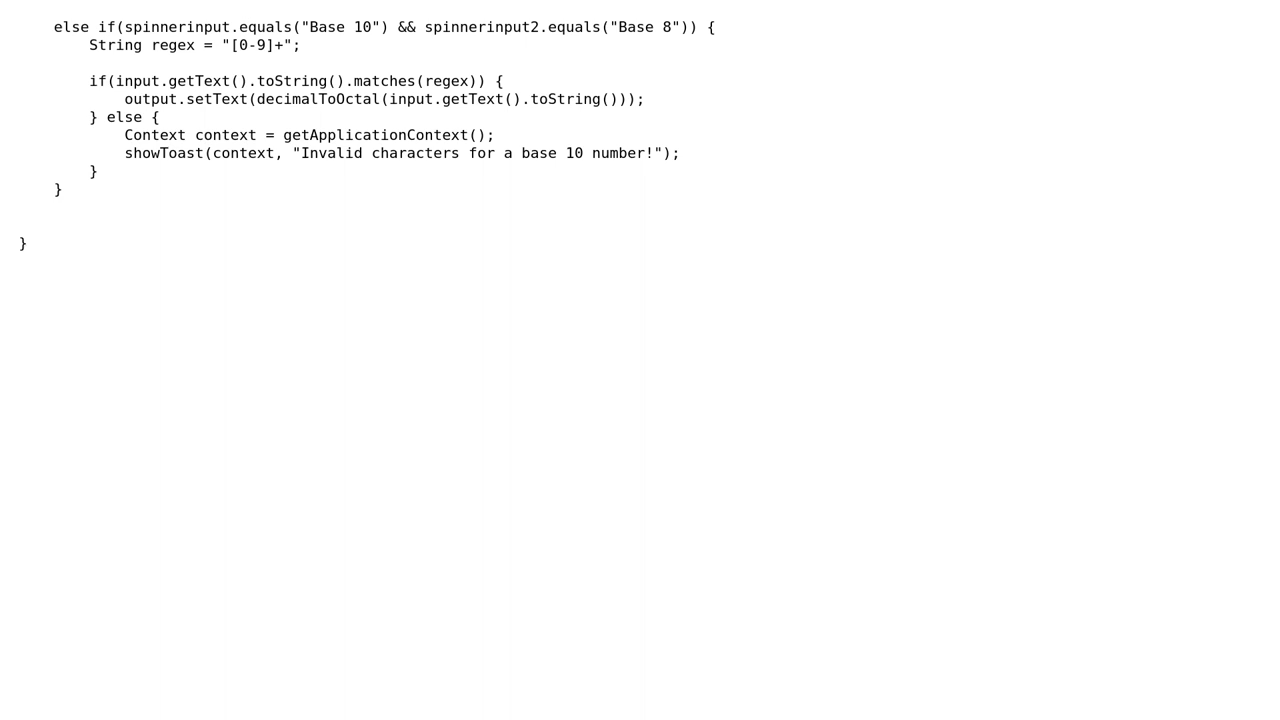 else if(spinnerinput.equals("Base 10") && spinnerinput2.equals("Base 8")) {
String regex = "[0-9]+";
if(input.getText().toString().matches(regex)) {
output.setText(decimalToOctal(input.getText().toString()));
} else {
Context context = getApplicationContext();
showToast(context, "Invalid characters for a base 10 number!");
}
}
}